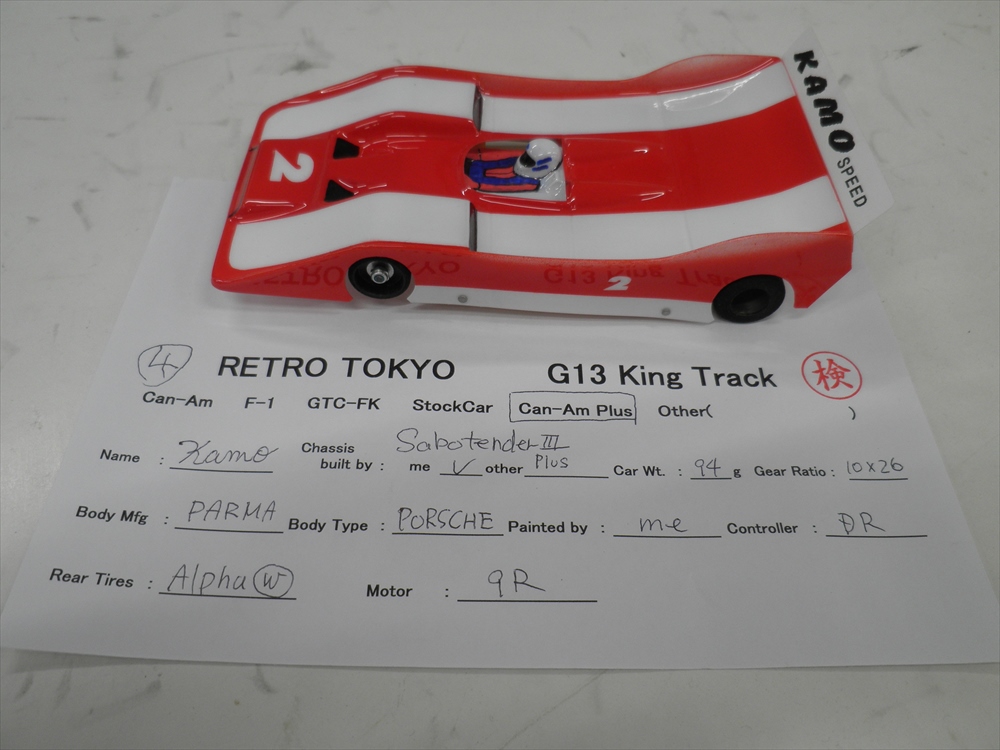 KAMO
SPEED
2
2
④ RETRO TOKYO G13 King Track 検
Can-Am F-1 GTC-FK StockCar Can-Am Plus Other( )
Name : Kamo Chassis built by : me ✓ other Sabotender III Plus Car Wt. : 94 g Gear Ratio : 10x26
Body Mfg : PARMA Body Type : PORSCHE Painted by : me Controller : DR
Rear Tires : Alpha Ⓦ Motor : 9R